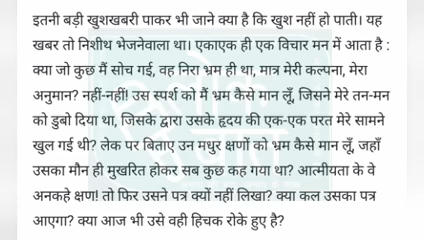 इतनी बड़ी खुशखबरी पाकर भी जाने क्या है कि खुश नहीं हो पाती। यह
खबर तो निशीथ भेजनेवाला था। एकाएक ही एक विचार मन में आता है :
क्या जो कुछ मैं सोच गई, वह निरा भ्रम ही था, मात्र मेरी कल्पना, मेरा
अनुमान? नहीं-नहीं! उस स्पर्श को मैं भ्रम कैसे मान लूँ, जिसने मेरे तन-मन
को डुबो दिया था, जिसके द्वारा उसके हृदय की एक-एक परत मेरे सामने
खुल गई थी? लेक पर बिताए उन मधुर क्षणों को भ्रम कैसे मान लूँ, जहाँ
उसका मौन ही मुखरित होकर सब कुछ कह गया था? आत्मीयता के वे
अनकहे क्षण! तो फिर उसने पत्र क्यों नहीं लिखा? क्या कल उसका पत्र
आएगा? क्या आज भी उसे वही हिचक रोके हुए है?